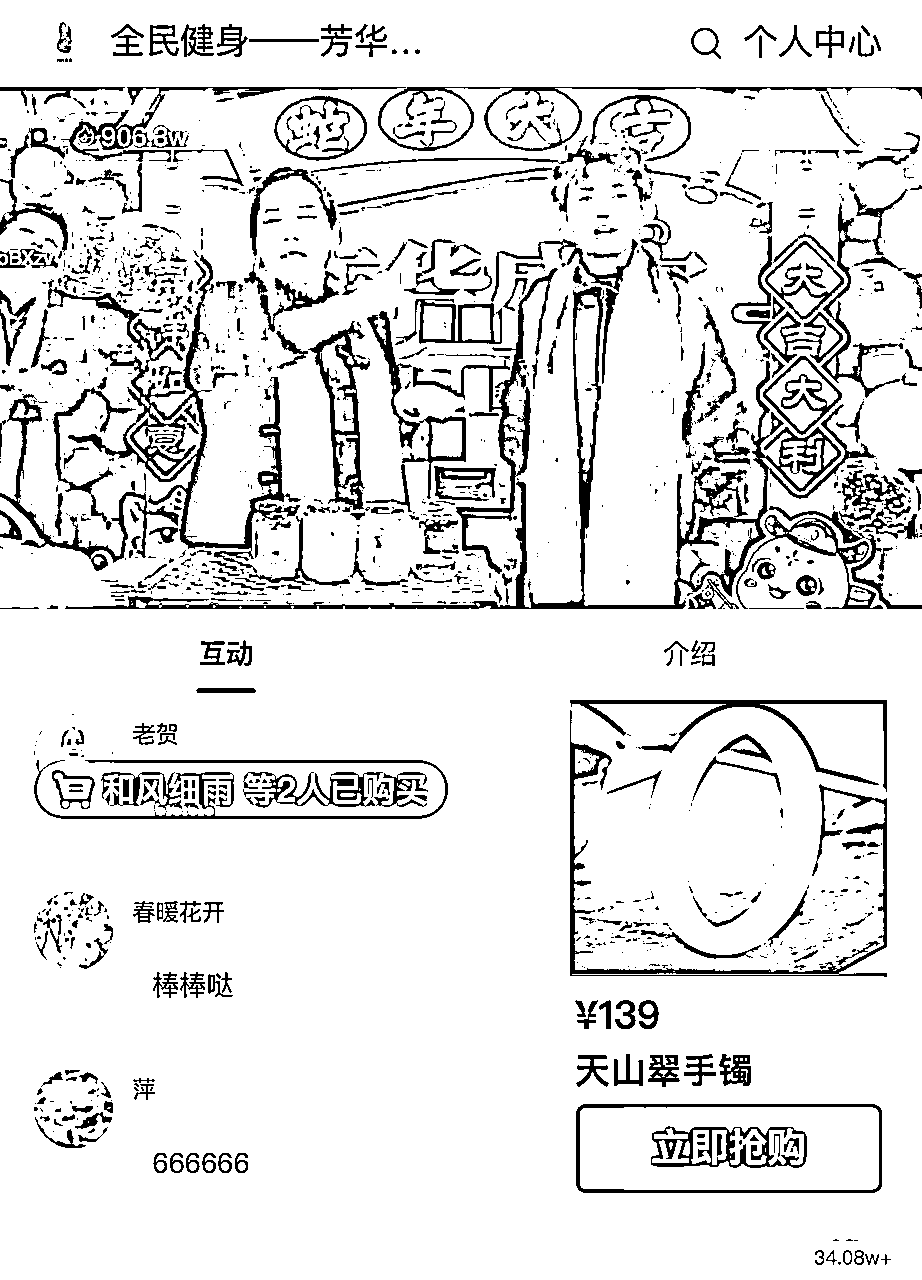 全民健身——芳华...
个人中心
蛇年大吉
906.8w
大吉大利
互动
介绍
老贺
和风细雨 等2人已购买
春暖花开
棒棒哒
萍
666666
¥139
天山翠手镯
立即抢购
34.08w+